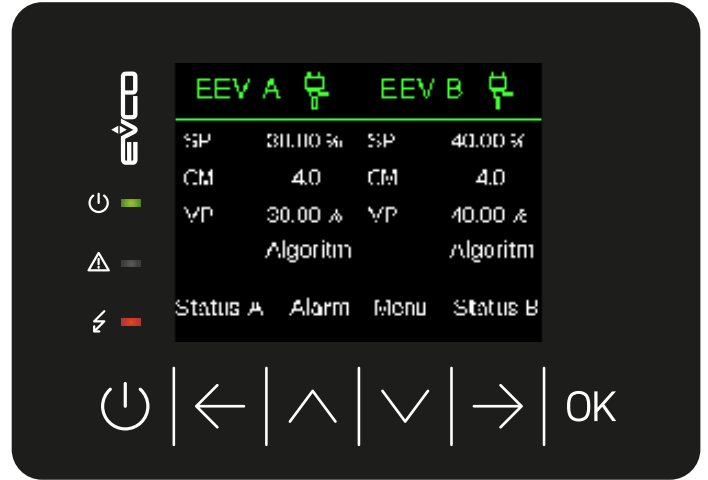 EVCO
EEV A EEV B
SP 30.00 % SP 40.00 %
CM 4.0 CM 4.0
VP 30.00 % VP 40.00 %
Algoritm Algoritm
Status A Alarm Menu Status B
OK